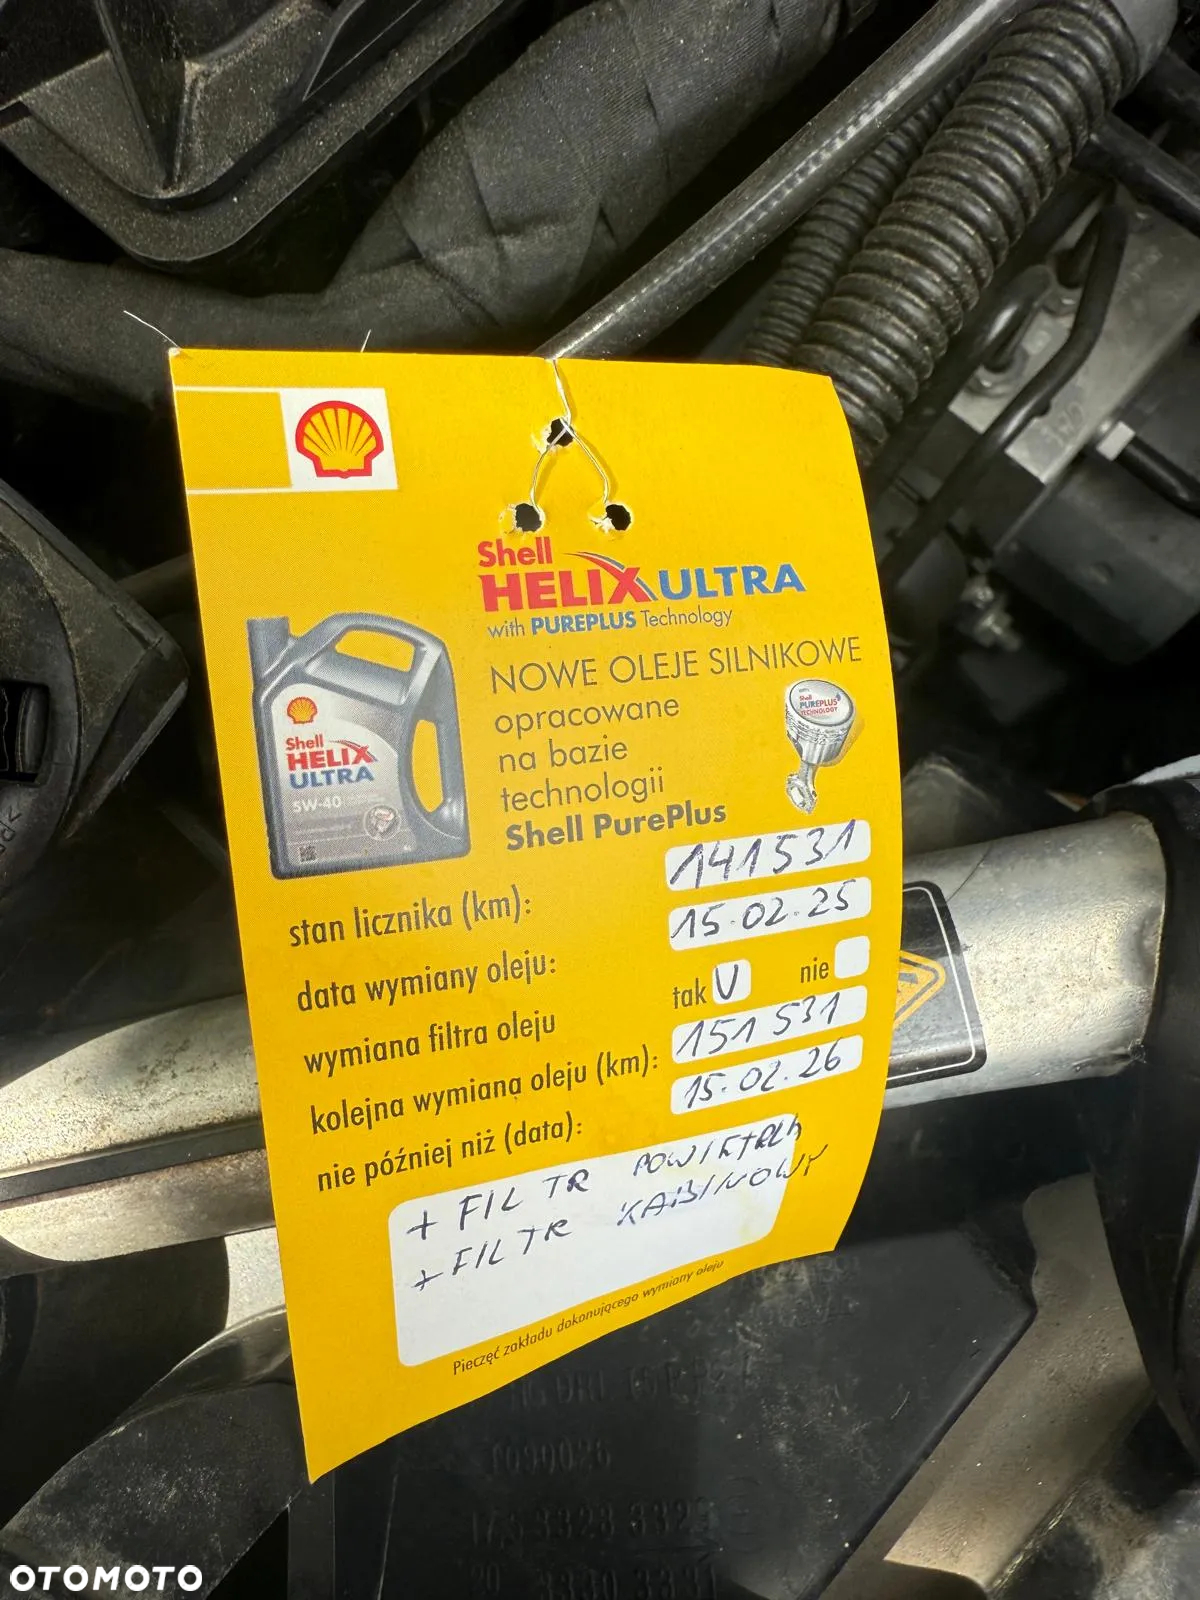 Shell
HELIX ULTRA
with PUREPLUS Technology
NOWE OLEJE SILNIKOWE
opracowane
na bazie
technologii
Shell PurePlus
Shell
PUREPLUS
TECHNOLOGY
Shell
HELIX
ULTRA
5W-40
stan licznika (km): 141531
data wymiany oleju: 15.02.25
wymiana filtra oleju tak V nie
kolejna wymiana oleju (km): 151531
nie później niż (data): 15.02.26
+ FILTR POWIETRZA
+ FILTR KABINOWY
Pieczęć zakładu dokonującego wymiany oleju
OTOMOTO